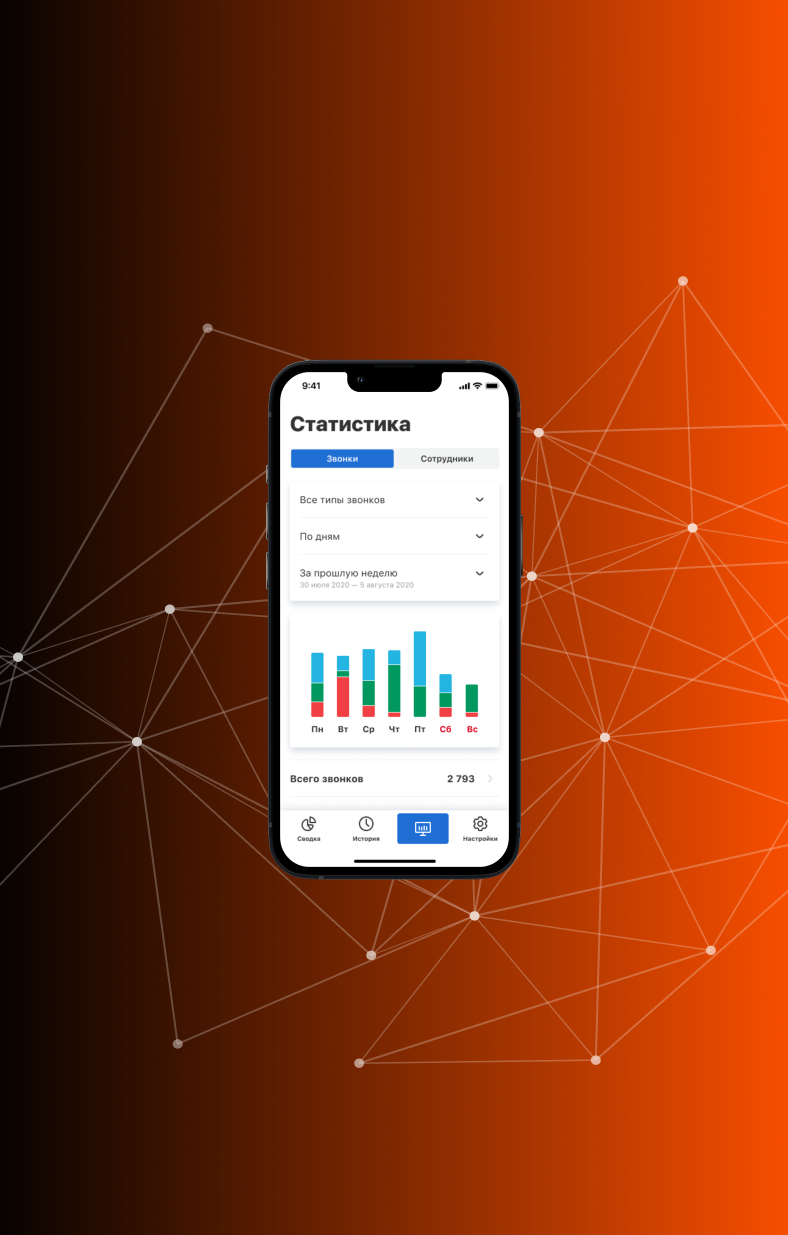 9:41
Статистика
Звонки Сотрудники
Все типы звонков
По дням
За прошлую неделю
30 июля 2020 — 5 августа 2020
Пн Вт Ср Чт Пт Сб Вс
Всего звонков 2 793
Сводка История Настройки